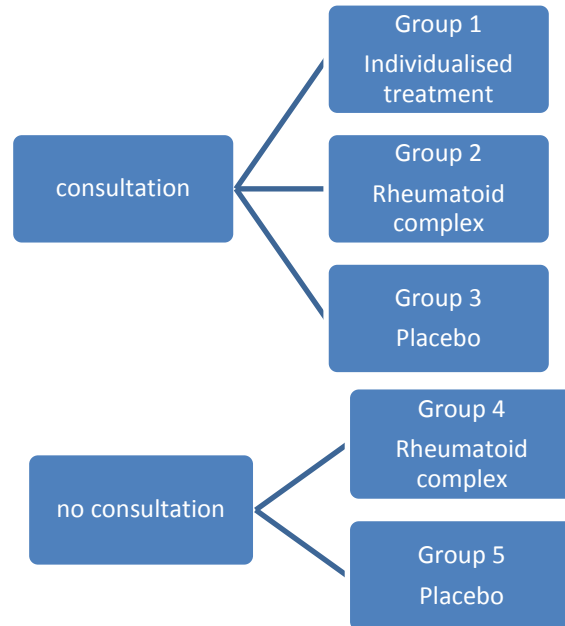 Group 1
Individualised
treatment
consultation
Group 2
Rheumatoid
complex
Group 3
Placebo
no consultation
Group 4
Rheumatoid
complex
Group 5
Placebo